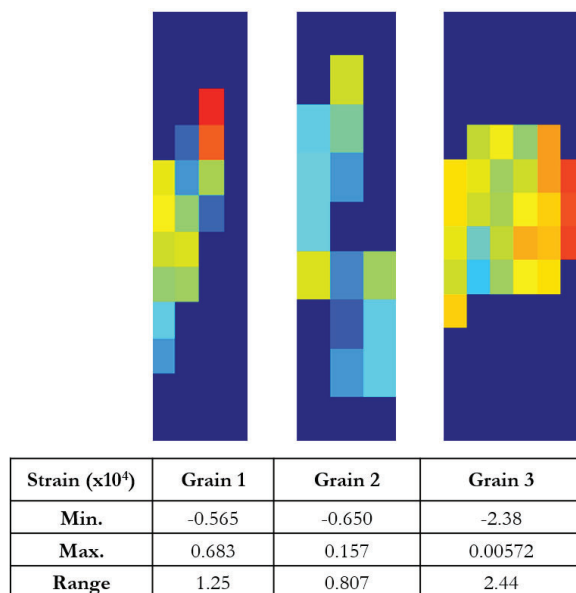 Strain (x10⁴) Grain 1 Grain 2 Grain 3
Min. -0.565 -0.650 -2.38
Max. 0.683 0.157 0.00572
Range 1.25 0.807 2.44